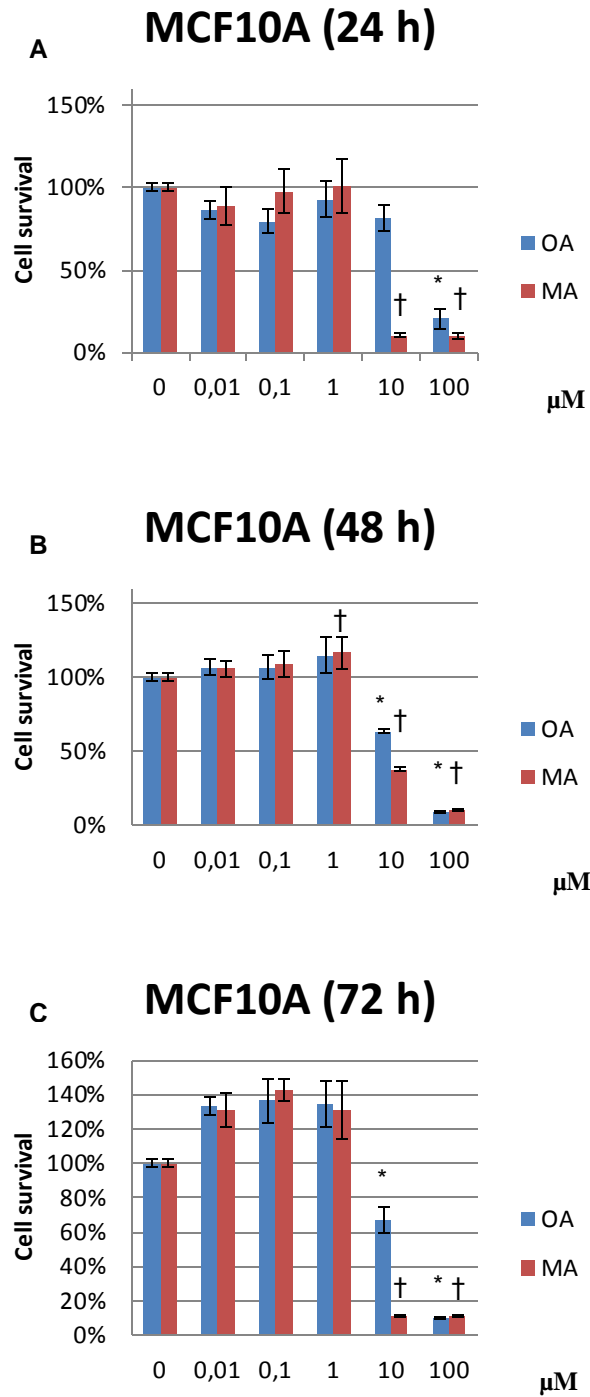 A
MCF10A (24 h)
150%
100%
50%
0%
Cell survival
*
†
†
0 0,01 0,1 1 10 100
µM
OA
MA
B
MCF10A (48 h)
150%
100%
50%
0%
Cell survival
†
*
†
* †
0 0,01 0,1 1 10 100
µM
OA
MA
C
MCF10A (72 h)
160%
140%
120%
100%
80%
60%
40%
20%
0%
Cell survival
*
†
* †
0 0,01 0,1 1 10 100
µM
OA
MA